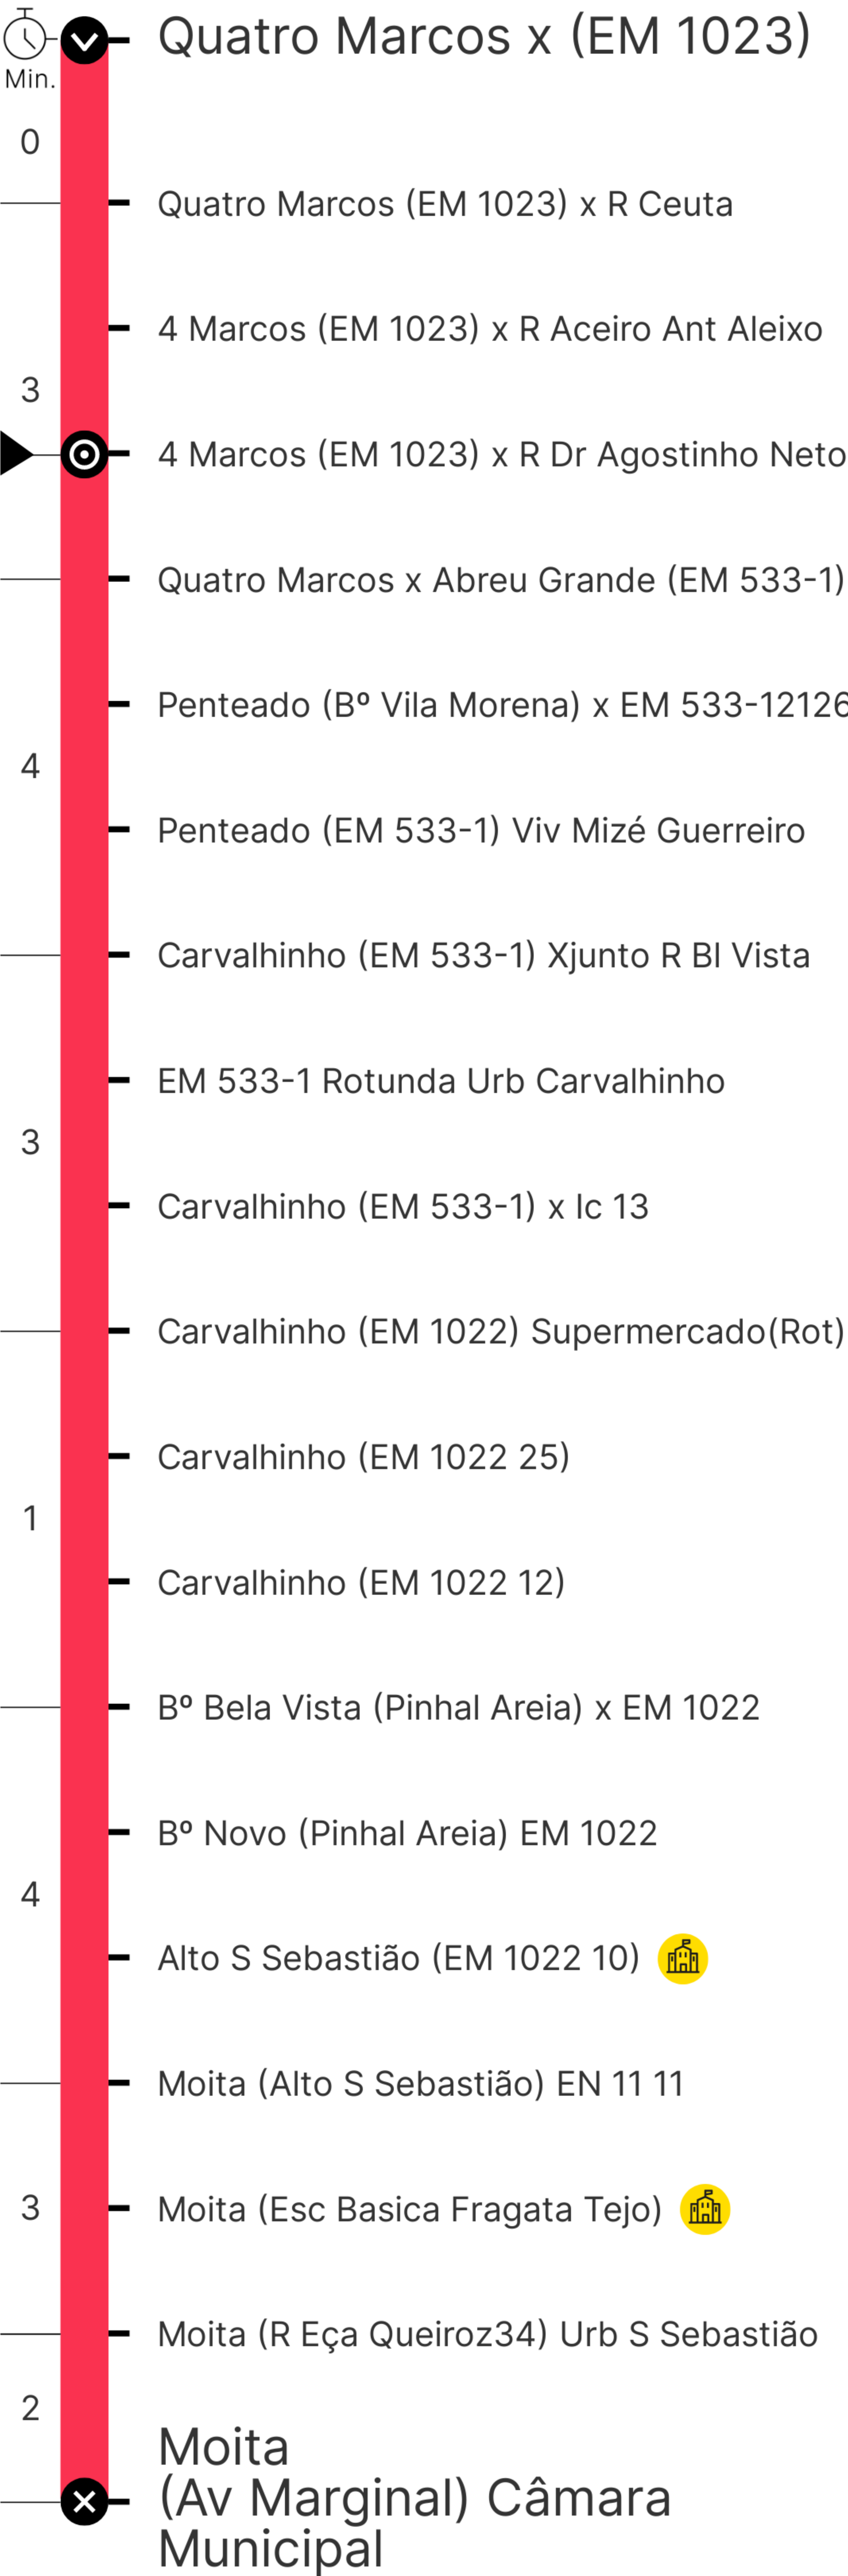 Quatro Marcos x (EM 1023)
Min.
0
Quatro Marcos (EM 1023) x R Ceuta
4 Marcos (EM 1023) x R Aceiro Ant Aleixo
3
4 Marcos (EM 1023) x R Dr Agostinho Neto
Quatro Marcos x Abreu Grande (EM 533-1)
Penteado (Bº Vila Morena) x EM 533-12126
4
Penteado (EM 533-1) Viv Mizé Guerreiro
Carvalhinho (EM 533-1) Xjunto R Bl Vista
EM 533-1 Rotunda Urb Carvalhinho
3
Carvalhinho (EM 533-1) x Ic 13
Carvalhinho (EM 1022) Supermercado(Rot)
Carvalhinho (EM 1022 25)
1
Carvalhinho (EM 1022 12)
Bº Bela Vista (Pinhal Areia) x EM 1022
Bº Novo (Pinhal Areia) EM 1022
4
Alto S Sebastião (EM 1022 10)
Moita (Alto S Sebastião) EN 11 11
3
Moita (Esc Basica Fragata Tejo)
Moita (R Eça Queiroz34) Urb S Sebastião
2
Moita
(Av Marginal) Câmara
Municipal